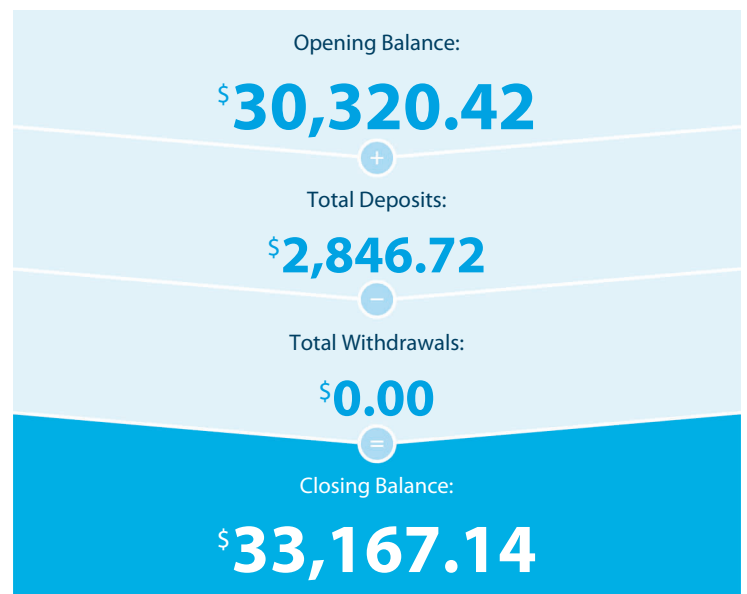 Opening Balance:
$30,320.42
+
Total Deposits:
$2,846.72
−
Total Withdrawals:
$0.00
=
Closing Balance:
$33,167.14